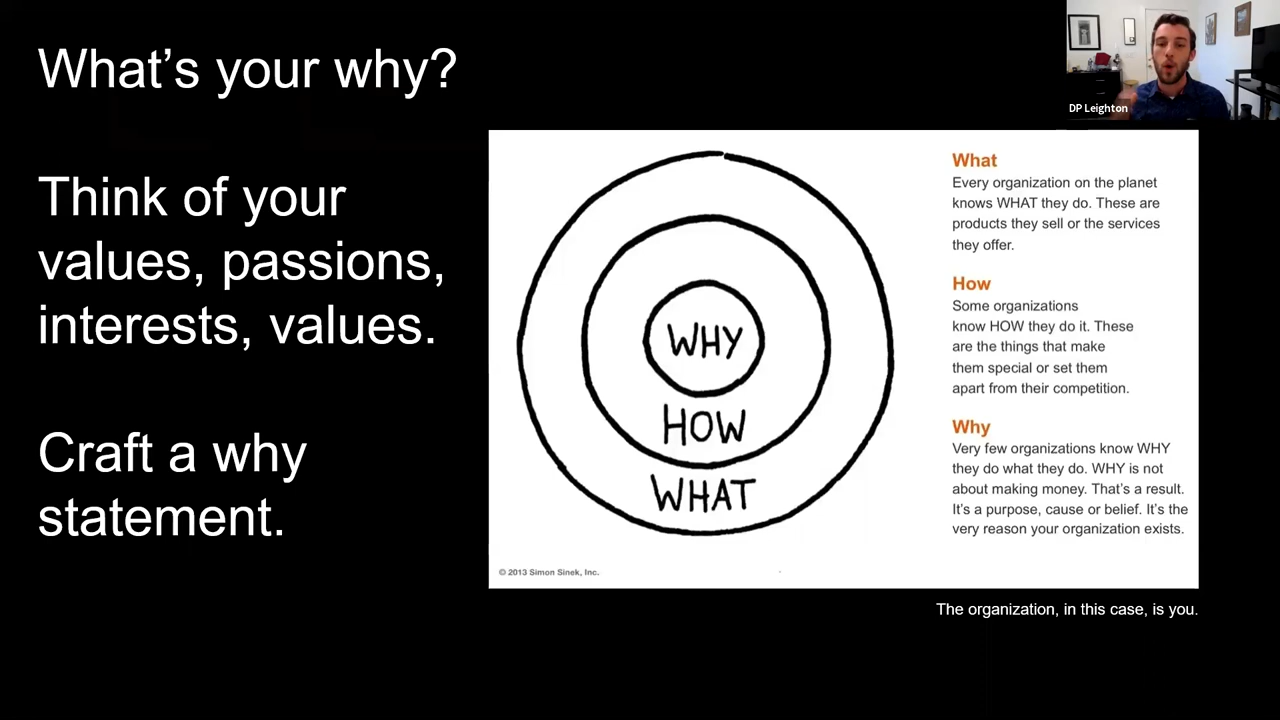 What's your why?
Think of your
values, passions,
interests, values.
Craft a why
statement.
DP Leighton
WHY
HOW
WHAT
What
Every organization on the planet
knows WHAT they do. These are
products they sell or the services
they offer.
How
Some organizations
know HOW they do it. These
are the things that make
them special or set them
apart from their competition.
Why
Very few organizations know WHY
they do what they do. WHY is not
about making money. That's a result.
It's a purpose, cause or belief. It's the
very reason your organization exists.
© 2013 Simon Sinek, Inc.
The organization, in this case, is you.